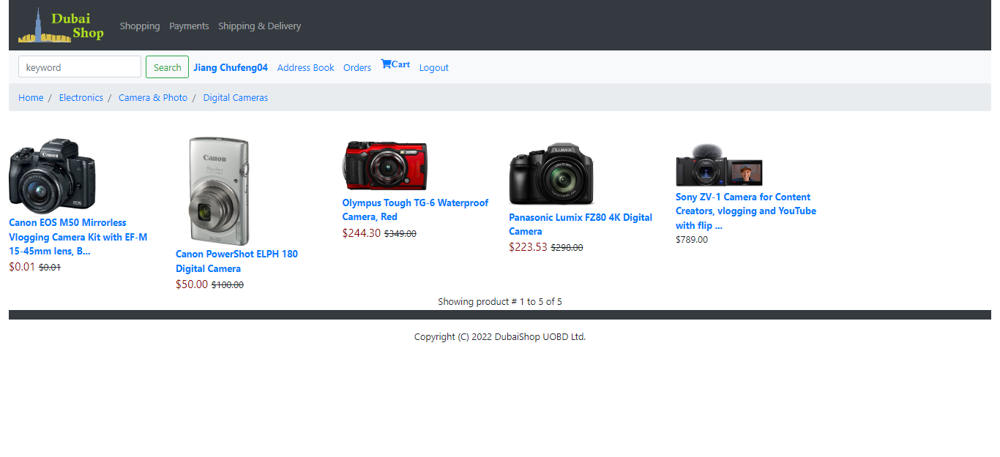 Dubai
Shop
Shopping Payments Shipping & Delivery
keyword Search Jiang Chufeng04 Address Book Orders Cart Logout
Home / Electronics / Camera & Photo / Digital Cameras
Canon
EOS
Canon EOS M50 Mirrorless
Vlogging Camera Kit with EF-M
15-45mm lens, B...
$0.01 $0.01
Canon
Canon PowerShot ELPH 180
Digital Camera
$50.00 $100.00
Olympus Tough TG-6 Waterproof
Camera, Red
$244.30 $349.00
LUMIX
Panasonic Lumix FZ80 4K Digital
Camera
$223.53 $298.00
SONY
Sony ZV-1 Camera for Content
Creators, vlogging and YouTube
with flip ...
$789.00
Showing product # 1 to 5 of 5
Copyright (C) 2022 DubaiShop UOBD Ltd.